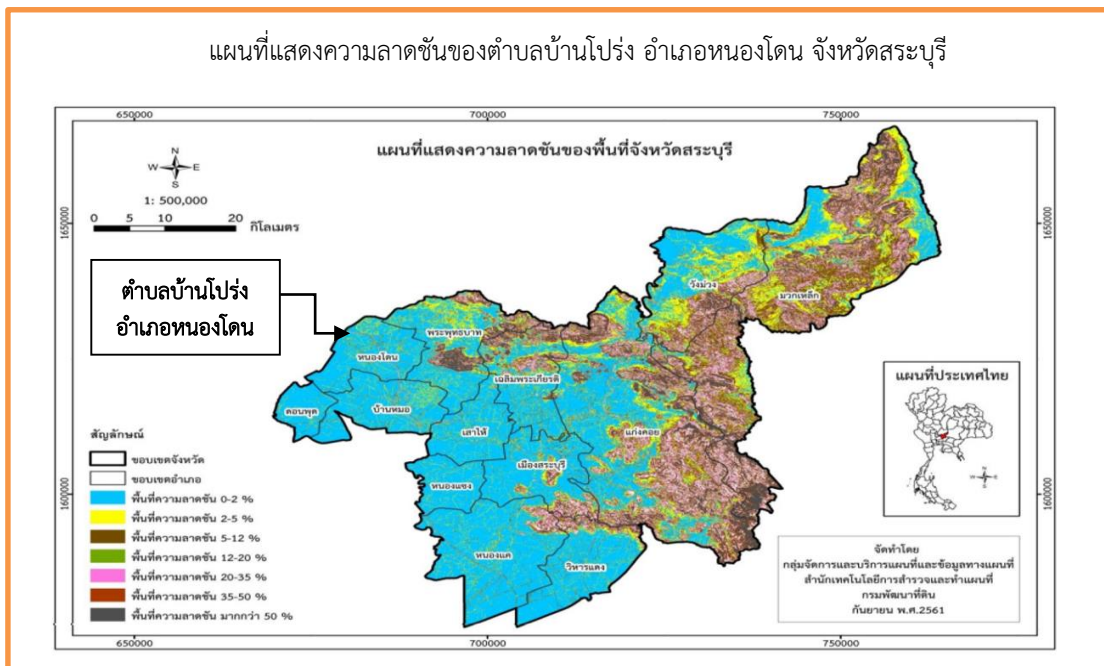 แผนที่แสดงความลาดชันของตำบลบ้านโปร่ง อำเภอหนองโดน จังหวัดสระบุรี
650000
700000
750000
แผนที่แสดงความลาดชันของพื้นที่จังหวัดสระบุรี
N
W
E
S
1: 500,000
0 5 10 20
กิโลเมตร
1650000
1650000
ตำบลบ้านโปร่ง
อำเภอหนองโดน
วังม่วง
มวกเหล็ก
พระพุทธบาท
หนองโดน
เฉลิมพระเกียรติ
ดอนพุด
บ้านหมอ
เสาไห้
แก่งคอย
เมืองสระบุรี
หนองแซง
หนองแค
วิหารแดง
แผนที่ประเทศไทย
N
W
E
S
1600000
1600000
สัญลักษณ์
ขอบเขตจังหวัด
ขอบเขตอำเภอ
พื้นที่ความลาดชัน 0-2 %
พื้นที่ความลาดชัน 2-5 %
พื้นที่ความลาดชัน 5-12 %
พื้นที่ความลาดชัน 12-20 %
พื้นที่ความลาดชัน 20-35 %
พื้นที่ความลาดชัน 35-50 %
พื้นที่ความลาดชัน มากกว่า 50 %
จัดทำโดย
กลุ่มจัดการและบริการแผนที่และข้อมูลทางแผนที่
สำนักเทคโนโลยีการสำรวจและทำแผนที่
กรมพัฒนาที่ดิน
กันยายน พ.ศ.2561
650000
700000
750000